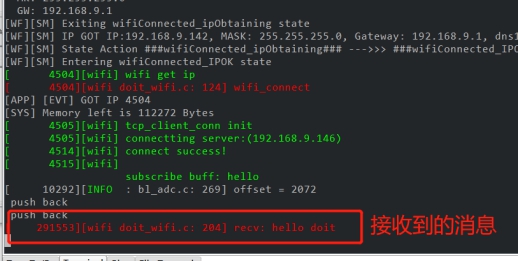 GW: 192.168.9.1
[WF][SM] Exiting wifiConnected_ipObtaining state
[WF][SM] IP GOT IP:192.168.9.142, MASK: 255.255.255.0, Gateway: 192.168.9.1, dns1
[WF][SM] State Action ###wifiConnected_ipObtaining### --->>> ###wifiConnected_IPO
[WF][SM] Entering wifiConnected_IPOK state
[      4504][wifi] wifi get ip
[      4504][wifi doit_wifi.c: 124] wifi_connect
[APP] [EVT] GOT IP 4504
[SYS] Memory left is 112272 Bytes
[      4505][wifi] tcp_client_conn init
[      4505][wifi] connectting server:(192.168.9.146)
[      4514][wifi] connect success!
[      4515][wifi]
subscribe buff: hello
[     10292][INFO  : bl_adc.c: 269] offset = 2072
push back
push back
291553][wifi doit_wifi.c: 204] recv: hello doit
接收到的消息